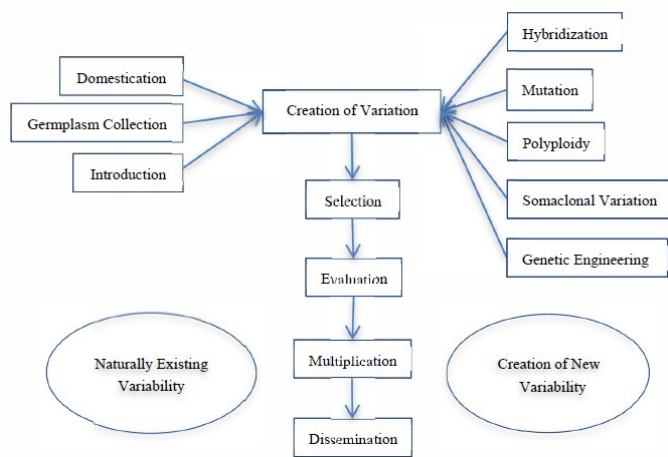 Hybridization
Domestication
Mutation
Creation of Variation
Germplasm Collection
Polyploidy
Introduction
Selection
Somaclonal Variation
Genetic Engineering
Evaluation
Naturally Existing
Variability
Multiplication
Creation of New
Variability
Dissemination